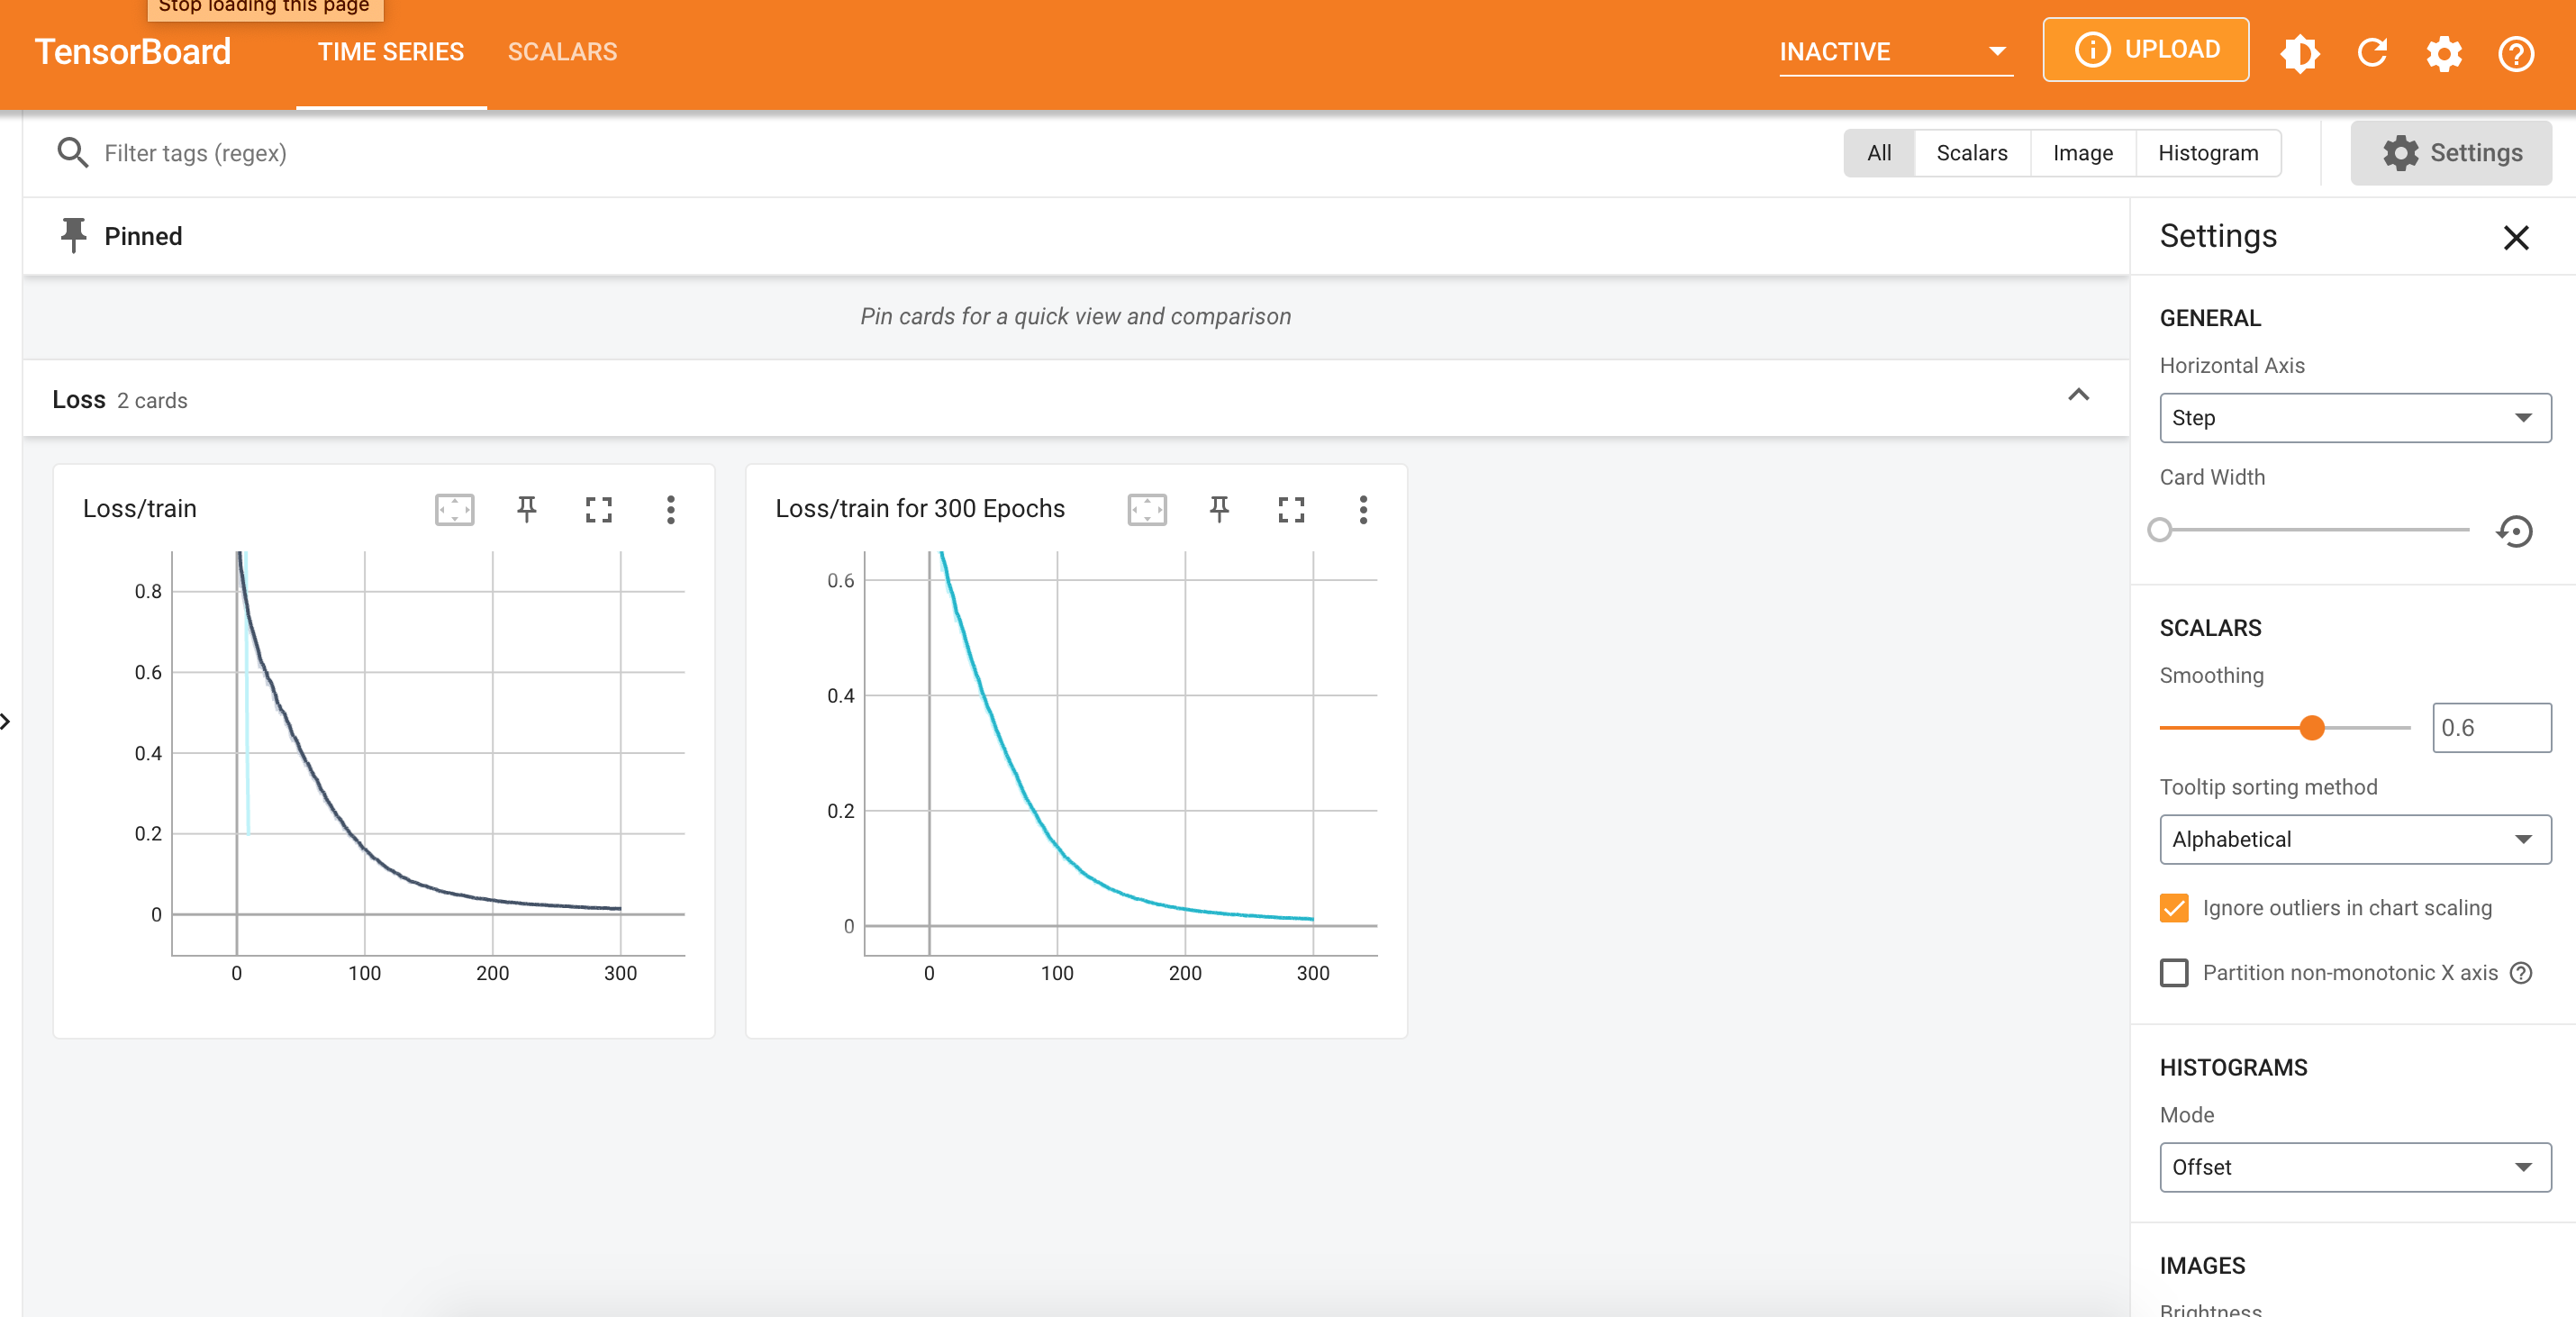 Stop loading this page
TensorBoard
TIME SERIES
SCALARS
INACTIVE
UPLOAD
Filter tags (regex)
All
Scalars
Image
Histogram
Settings
Pinned
Settings
Pin cards for a quick view and comparison
GENERAL
Horizontal Axis
Step
Card Width
Loss 2 cards
Loss/train
0.8
0.6
0.4
0.2
0
0 100 200 300
Loss/train for 300 Epochs
0.6
0.4
0.2
0
0 100 200 300
SCALARS
Smoothing
0.6
Tooltip sorting method
Alphabetical
Ignore outliers in chart scaling
Partition non-monotonic X axis
HISTOGRAMS
Mode
Offset
IMAGES
Brightness